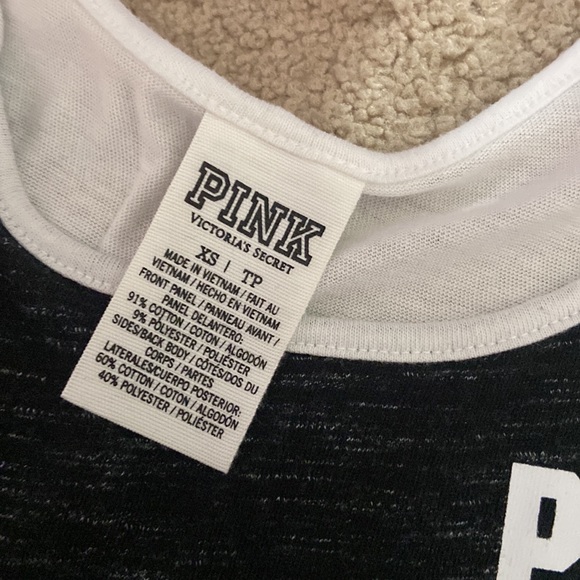 PINK
VICTORIA'S SECRET
XS | TP
MADE IN VIETNAM / FAIT AU
VIETNAM / HECHO EN VIETNAM
FRONT PANEL / PANNEAU AVANT /
PANEL DELANTERO:
91% COTTON / COTON / ALGODÓN
9% POLYESTER / POLIÉSTER
SIDES/BACK BODY / CÔTÉS/DOS DU
CORPS / PARTES
LATERALES/CUERPO POSTERIOR:
60% COTTON / COTON / ALGODÓN
40% POLYESTER / POLIÉSTER
P